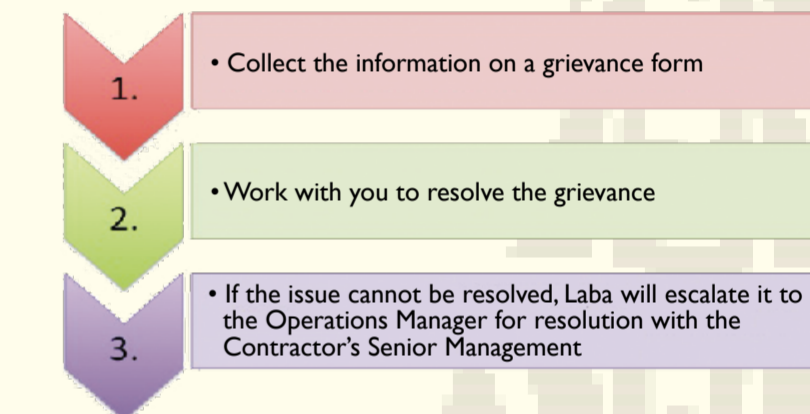 1.
• Collect the information on a grievance form
2.
• Work with you to resolve the grievance
3.
• If the issue cannot be resolved, Laba will escalate it to
the Operations Manager for resolution with the
Contractor's Senior Management